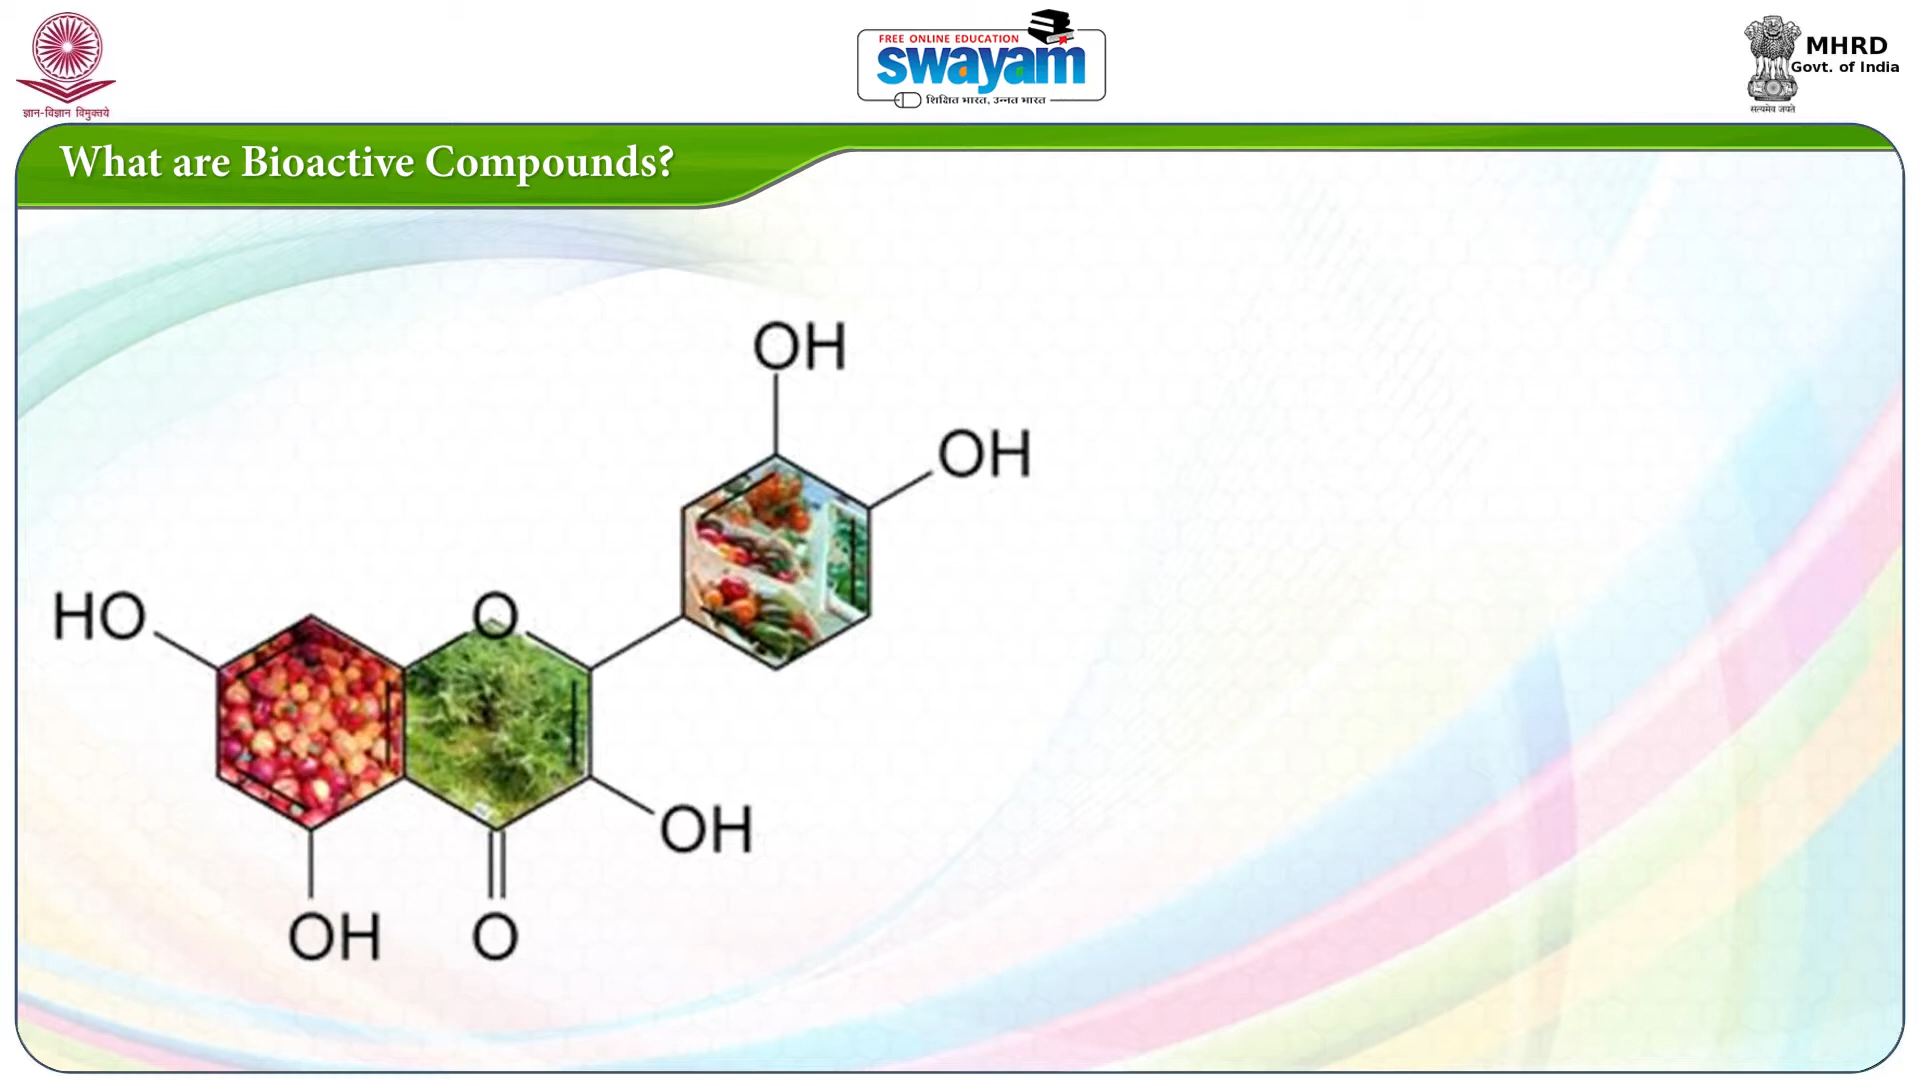 ज्ञान-विज्ञान विमुक्तये
FREE ONLINE EDUCATION
swayam
शिक्षित भारत, उन्नत भारत
सत्यमेव जयते
MHRD
Govt. of India
What are Bioactive Compounds?
OH
OH
HO
O
OH
OH
O